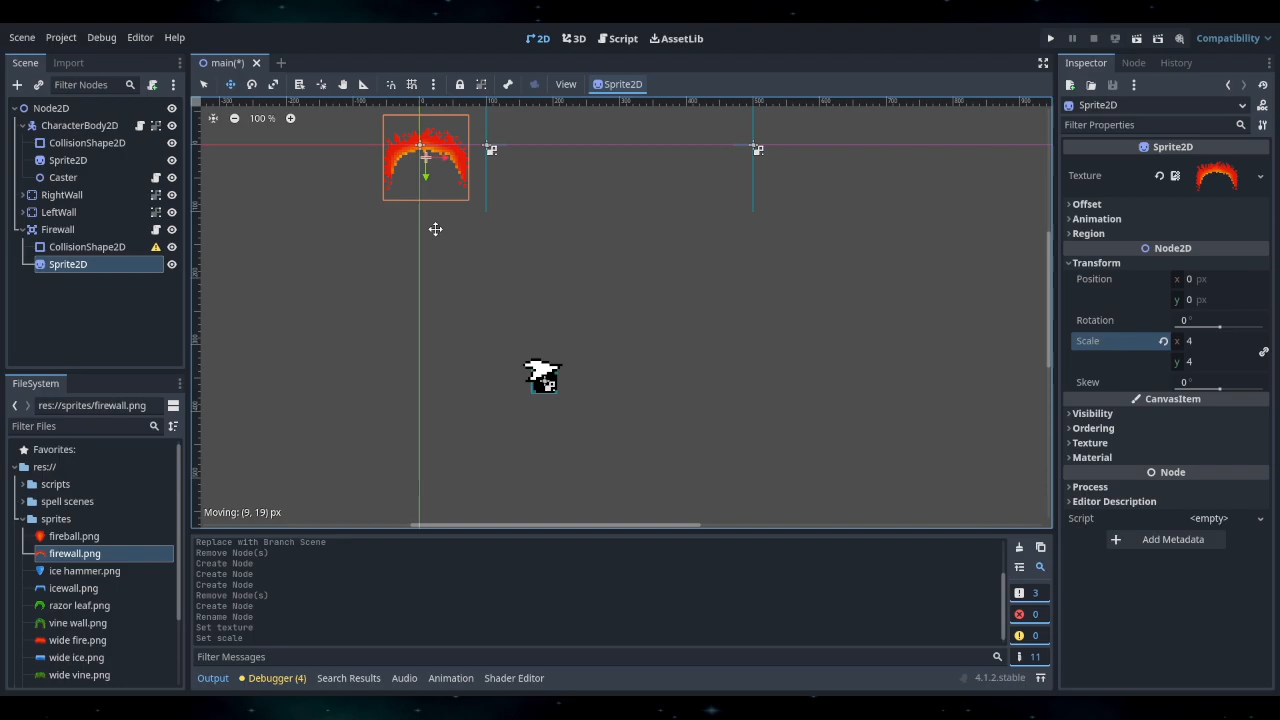 Scene Project Debug Editor Help
2D 3D Script AssetLib
Compatibility
Scene Import
main(*)
Inspector Node History
Filter Nodes
View Sprite2D
Node2D
CharacterBody2D
CollisionShape2D
Sprite2D
Caster
RightWall
LeftWall
Firewall
CollisionShape2D
Sprite2D
100 %
Moving: (9, 19) px
Sprite2D
Filter Properties
Sprite2D
Texture
Offset
Animation
Region
Node2D
Transform
Position x 0 px
y 0 px
Rotation 0 °
Scale x 4
y 4
Skew 0 °
CanvasItem
Visibility
Ordering
Texture
Material
Node
Process
Editor Description
Script <empty>
Add Metadata
FileSystem
res://sprites/firewall.png
Filter Files
Favorites:
res://
scripts
spell scenes
sprites
fireball.png
firewall.png
ice hammer.png
icewall.png
razor leaf.png
vine wall.png
wide fire.png
wide ice.png
wide vine.png
Replace with Branch Scene
Remove Node(s)
Create Node
Create Node
Create Node
Remove Node(s)
Create Node
Rename Node
Set texture
Set scale
3
0
0
11
Filter Messages
Output Debugger (4) Search Results Audio Animation Shader Editor
4.1.2.stable